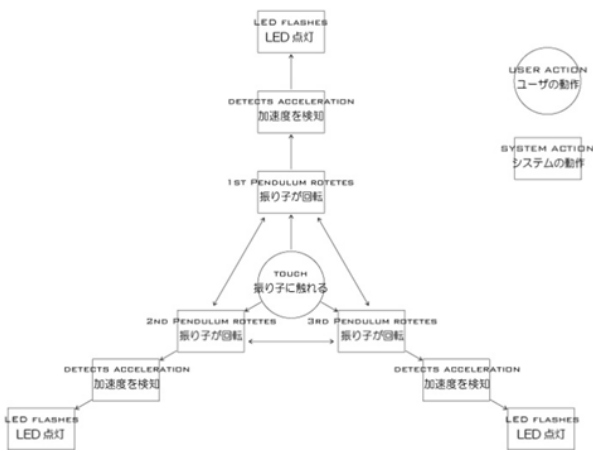 LED FLASHES
LED 点灯
USER ACTION
ユーザの動作
DETECTS ACCELERATION
加速度を検知
SYSTEM ACTION
システムの動作
1ST PENDULUM ROTETES
振り子が回転
TOUCH
振り子に触れる
2ND PENDULUM ROTETES
振り子が回転
3RD PENDULUM ROTETES
振り子が回転
DETECTS ACCELERATION
加速度を検知
DETECTS ACCELERATION
加速度を検知
LED FLASHES
LED 点灯
LED FLASHES
LED 点灯